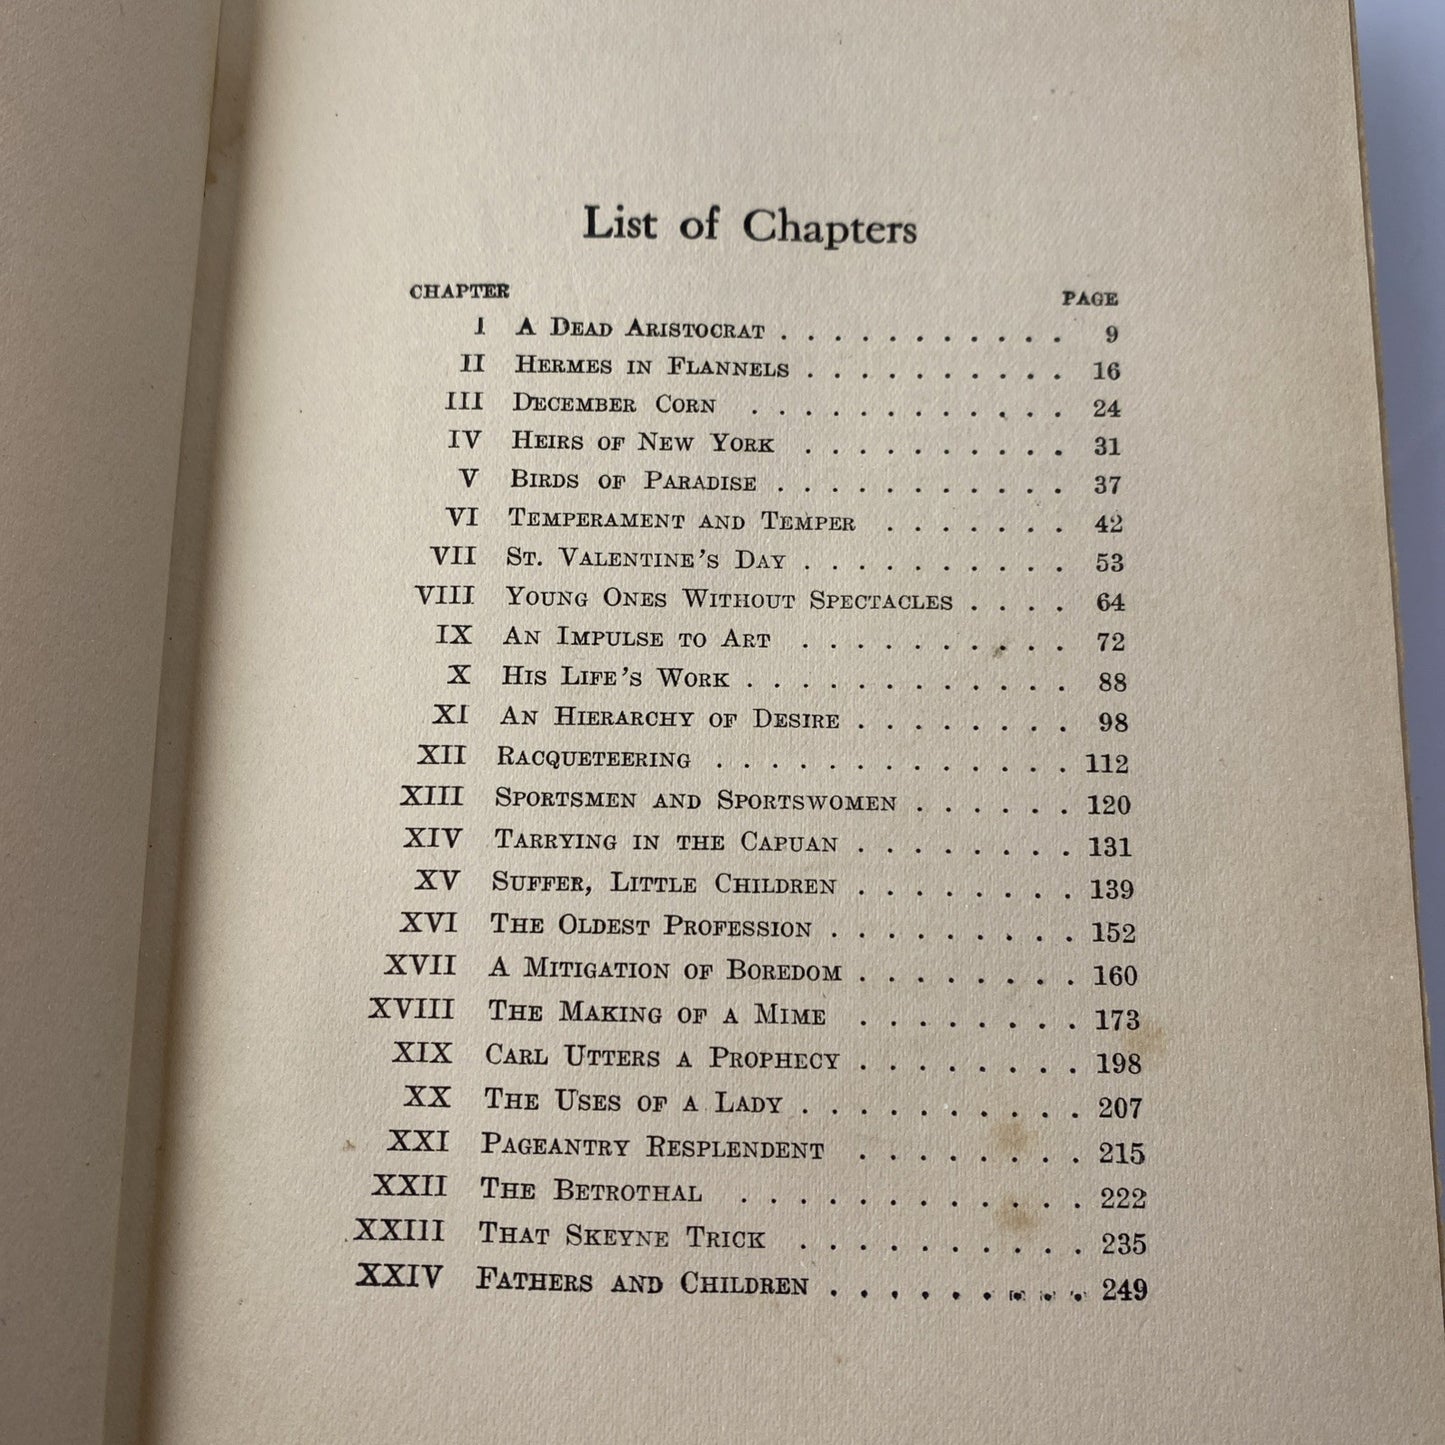 List of Chapters
CHAPTER PAGE
I A Dead Aristocrat . . . . . . . . . . . 9
II Hermes in Flannels . . . . . . . . . . 16
III December Corn . . . . . . . . . . . . 24
IV Heirs of New York . . . . . . . . . . 31
V Birds of Paradise . . . . . . . . . . . 37
VI Temperament and Temper . . . . . . . 42
VII St. Valentine's Day . . . . . . . . . . 53
VIII Young Ones Without Spectacles . . . . 64
IX An Impulse to Art . . . . . . . . . . 72
X His Life's Work . . . . . . . . . . . . 88
XI An Hierarchy of Desire . . . . . . . . 98
XII Racqueteering . . . . . . . . . . . . . 112
XIII Sportsmen and Sportswomen . . . . . . 120
XIV Tarrying in the Capuan . . . . . . . . 131
XV Suffer, Little Children . . . . . . . . 139
XVI The Oldest Profession . . . . . . . . . 152
XVII A Mitigation of Boredom . . . . . . . . 160
XVIII The Making of a Mime . . . . . . . . 173
XIX Carl Utters a Prophecy . . . . . . . . 198
XX The Uses of a Lady . . . . . . . . . . 207
XXI Pageantry Resplendent . . . . . . . . 215
XXII The Betrothal . . . . . . . . . . . . 222
XXIII That Skeyne Trick . . . . . . . . . . 235
XXIV Fathers and Children . . . . . . . . . 249